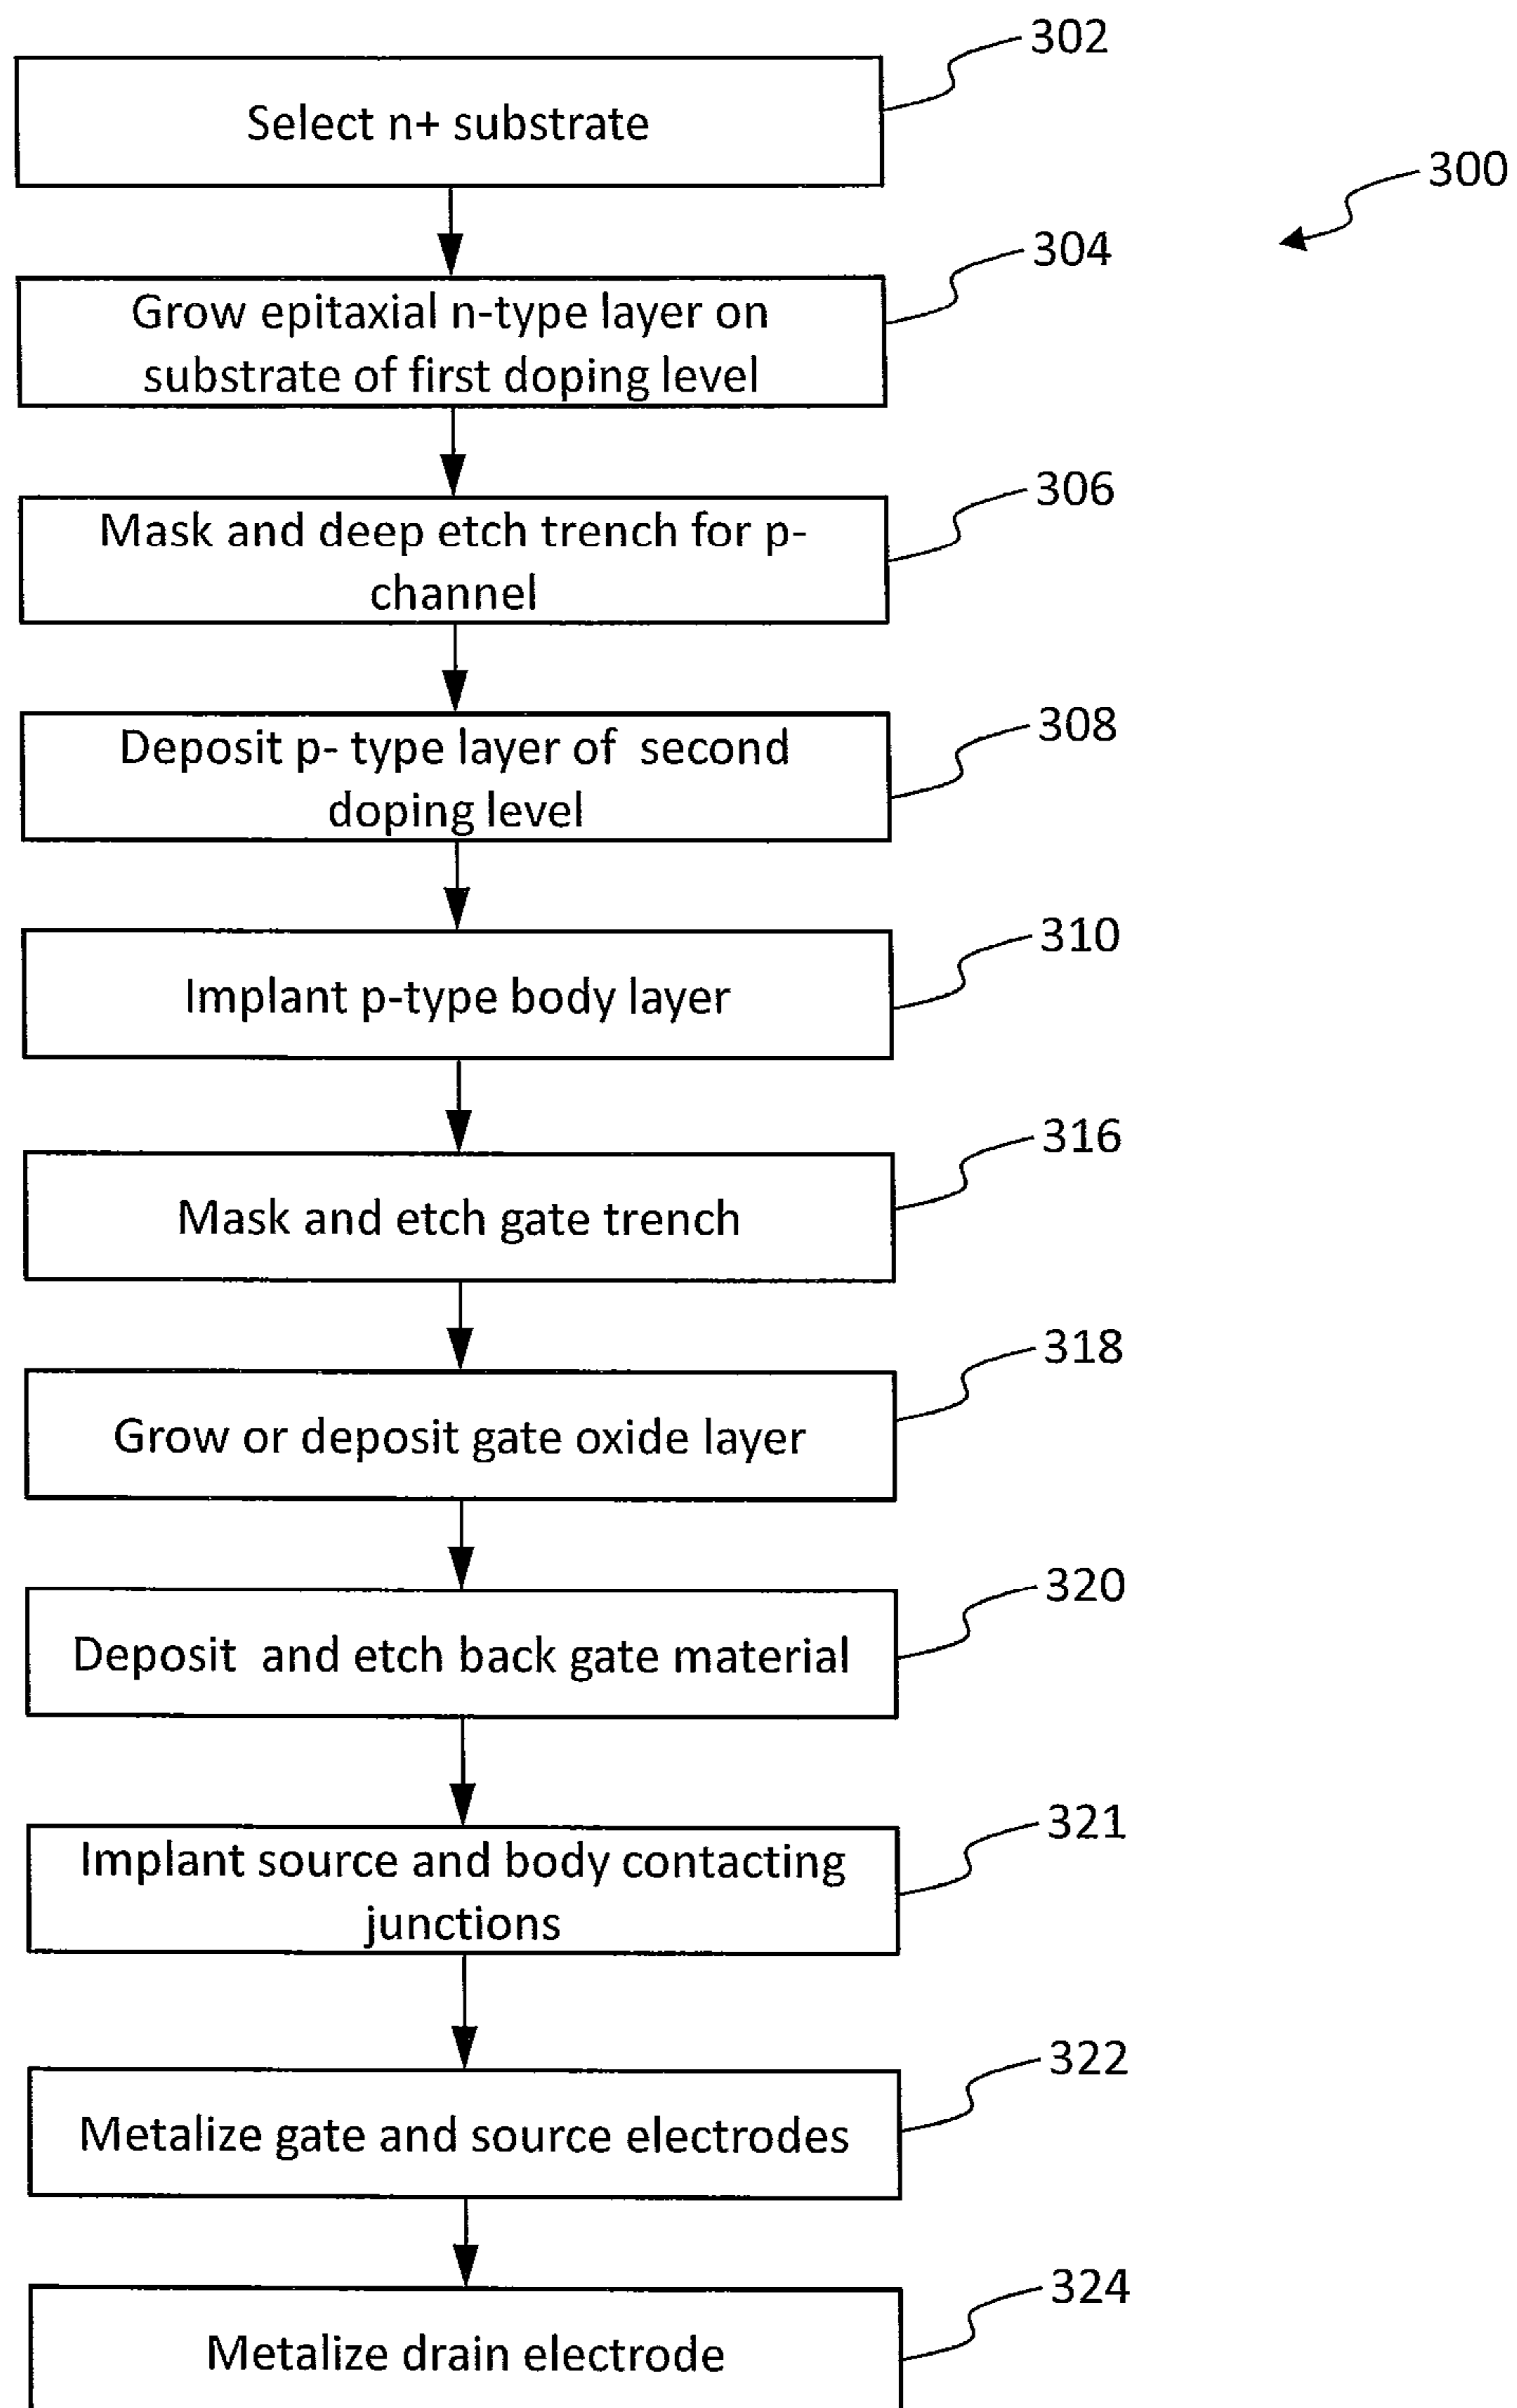 302
Select n+ substrate
300
304
Grow epitaxial n-type layer on
substrate of first doping level
306
Mask and deep etch trench for p-
channel
308
Deposit p- type layer of  second
doping level
310
Implant p-type body layer
316
Mask and etch gate trench
318
Grow or deposit gate oxide layer
320
Deposit  and etch back gate material
321
Implant source and body contacting
junctions
322
Metalize gate and source electrodes
324
Metalize drain electrode